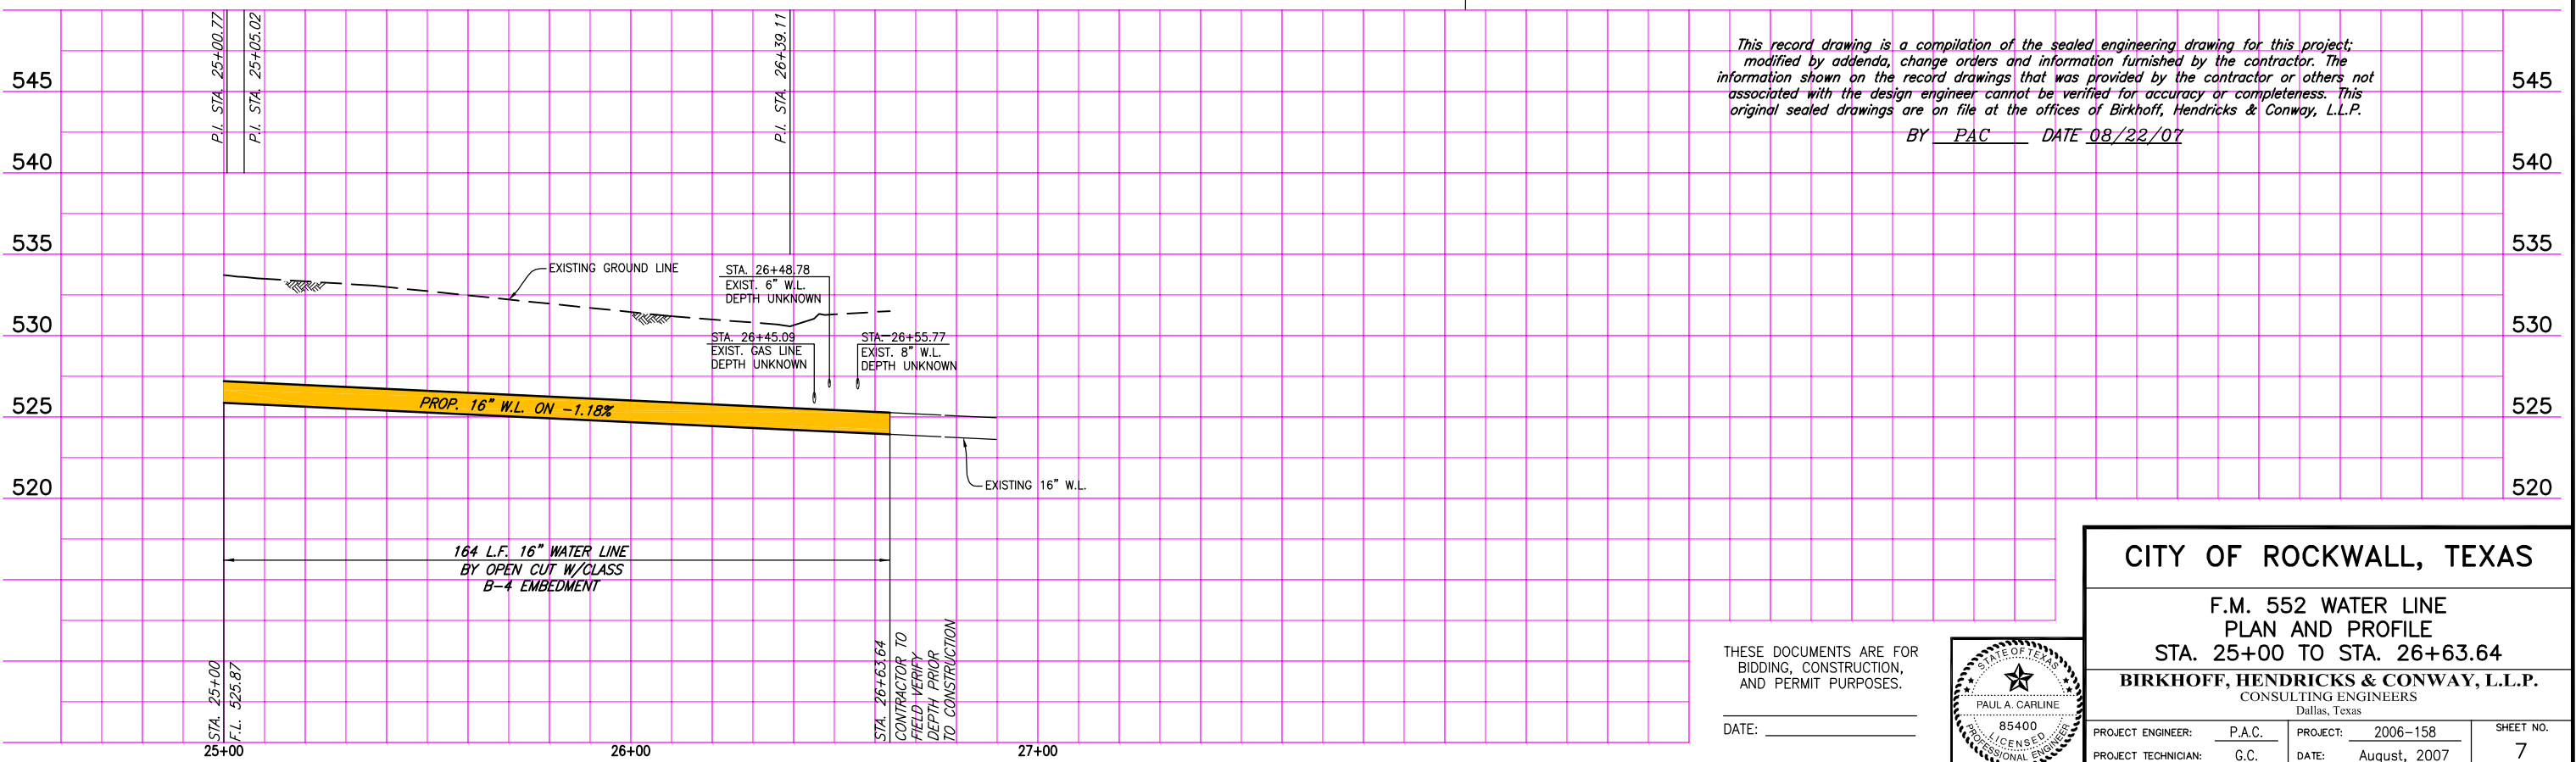 P.I. STA. 25+00.77
P.I. STA. 25+05.02
P.I. STA. 26+39.11
This record drawing is a compilation of the sealed engineering drawing for this project;
modified by addenda, change orders and information furnished by the contractor. The
information shown on the record drawings that was provided by the contractor or others not
associated with the design engineer cannot be verified for accuracy or completeness. This
original sealed drawings are on file at the offices of Birkhoff, Hendricks & Conway, L.L.P.
BY PAC DATE 08/22/07
545 545
540 540
535 535
530 530
525 525
520 520
EXISTING GROUND LINE
STA. 26+48.78
EXIST. 6" W.L.
DEPTH UNKNOWN
STA. 26+45.09
EXIST. GAS LINE
DEPTH UNKNOWN
STA. 26+55.77
EXIST. 8" W.L.
DEPTH UNKNOWN
PROP. 16" W.L. ON -1.18%
EXISTING 16" W.L.
164 L.F. 16" WATER LINE
BY OPEN CUT W/CLASS
B-4 EMBEDMENT
STA. 25+00
F.L. 525.87
STA. 26+63.64
CONTRACTOR TO
FIELD VERIFY
DEPTH PRIOR
TO CONSTRUCTION
25+00 26+00 27+00
THESE DOCUMENTS ARE FOR
BIDDING, CONSTRUCTION,
AND PERMIT PURPOSES.
DATE:
STATE OF TEXAS
PAUL A. CARLINE
85400
LICENSED
PROFESSIONAL ENGINEER
CITY OF ROCKWALL, TEXAS
F.M. 552 WATER LINE
PLAN AND PROFILE
STA. 25+00 TO STA. 26+63.64
BIRKHOFF, HENDRICKS & CONWAY, L.L.P.
CONSULTING ENGINEERS
Dallas, Texas
PROJECT ENGINEER: P.A.C. PROJECT: 2006-158 SHEET NO.
PROJECT TECHNICIAN: G.C. DATE: August, 2007 7